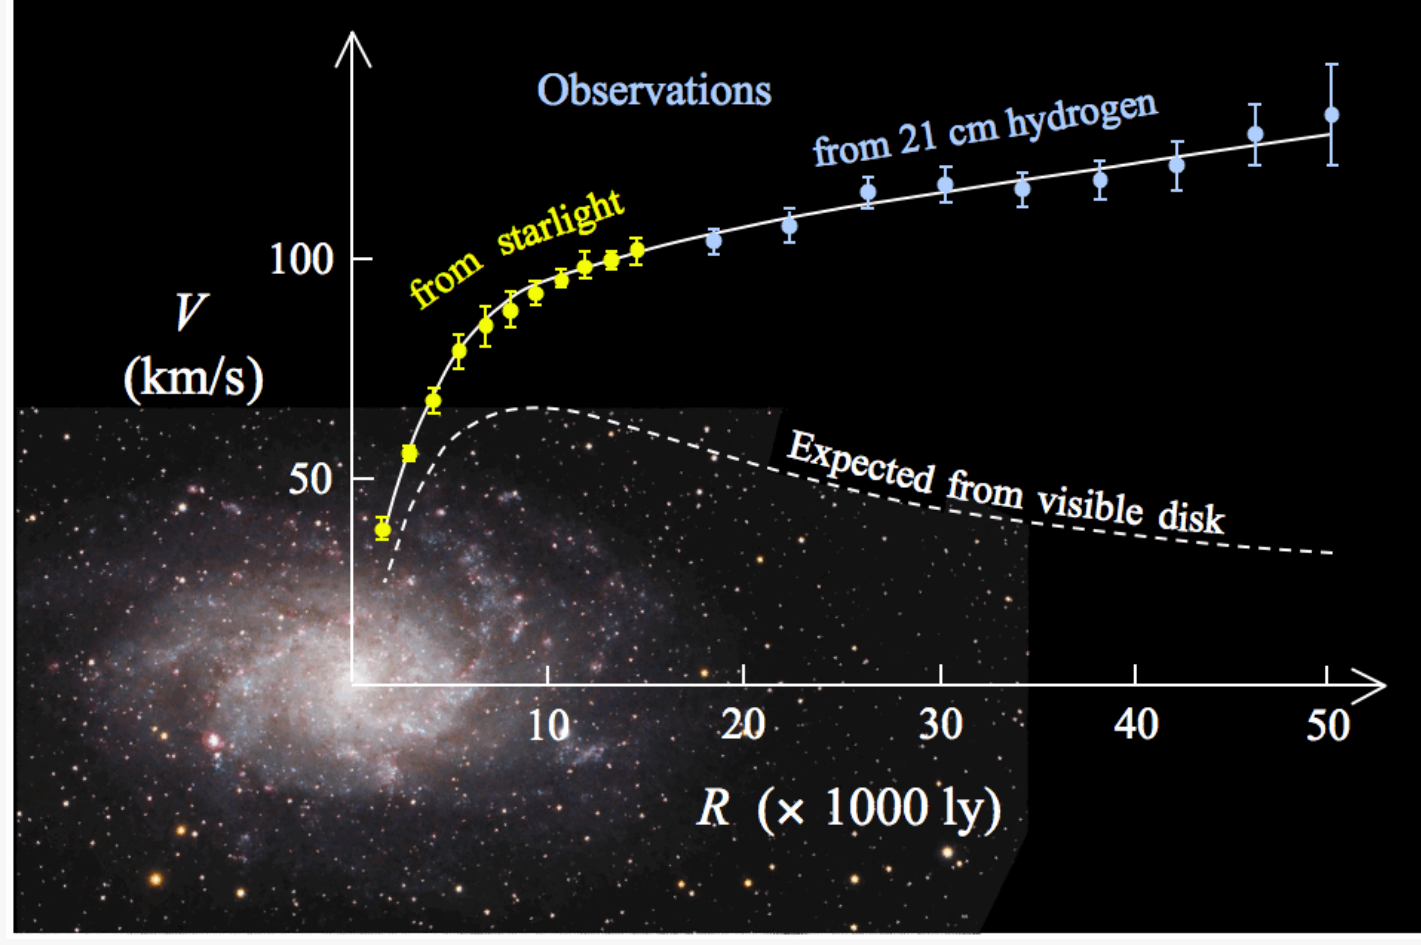 Observations
from 21 cm hydrogen
from starlight
100
V
(km/s)
50
Expected from visible disk
10 20 30 40 50
R (× 1000 ly)